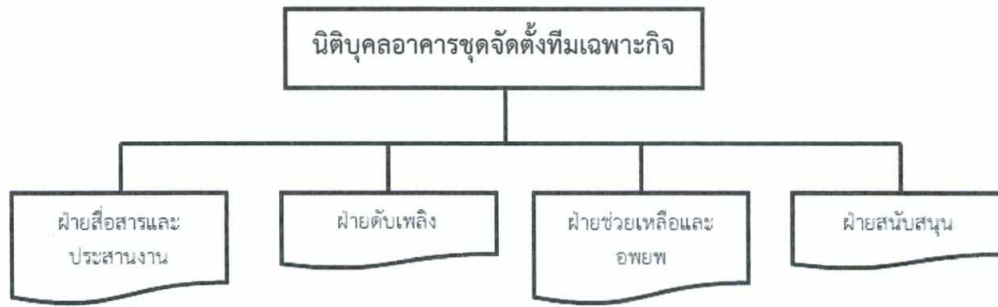 นิติบุคลอาคารชุดจัดตั้งทีมเฉพาะกิจ
ฝ่ายสื่อสารและ
ประสานงาน
ฝ่ายดับเพลิง
ฝ่ายช่วยเหลือและ
อพยพ
ฝ่ายสนับสนุน